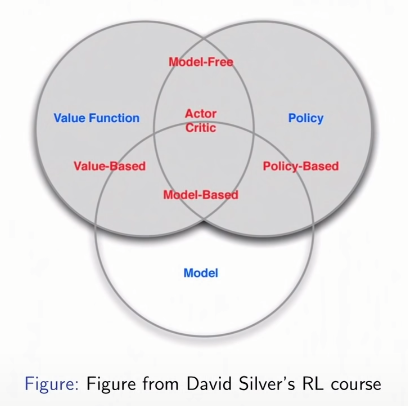 Model-Free
Value Function
Actor
Critic
Policy
Value-Based
Policy-Based
Model-Based
Model
Figure: Figure from David Silver's RL course